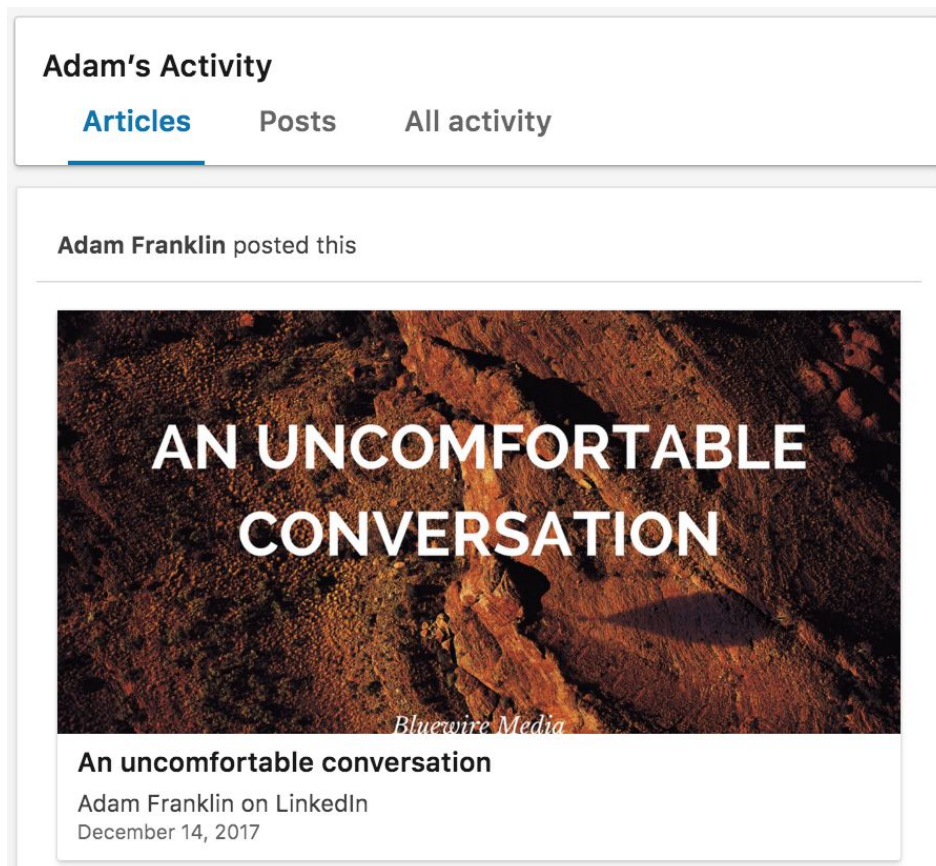 Adam's Activity
Articles Posts All activity
Adam Franklin posted this
AN UNCOMFORTABLE
CONVERSATION
Bluewire Media
An uncomfortable conversation
Adam Franklin on LinkedIn
December 14, 2017